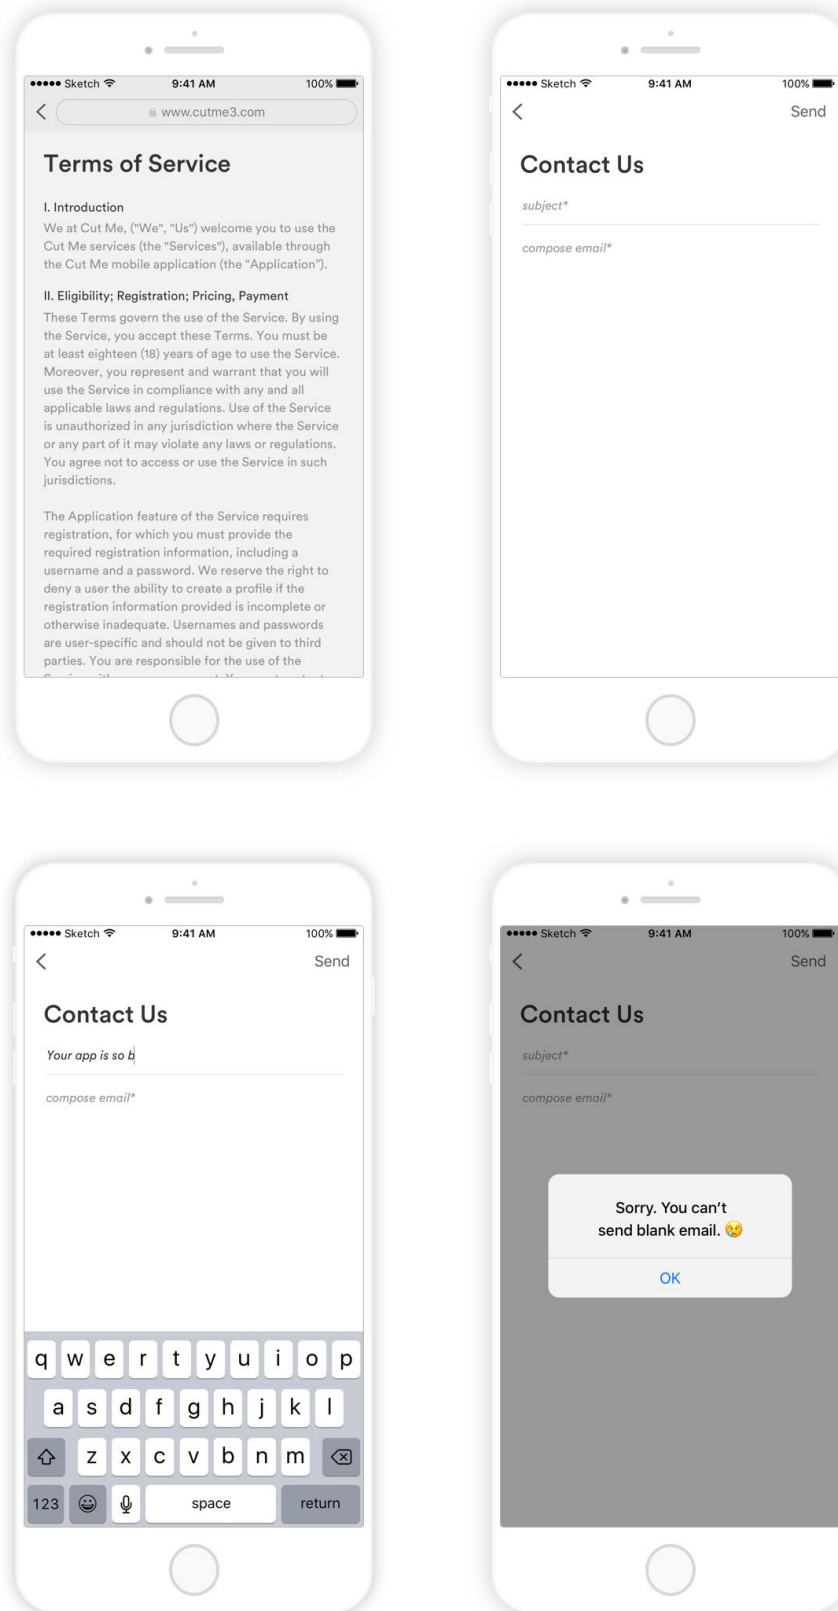 Sketch 9:41 AM 100%
www.cutme3.com
Terms of Service
I. Introduction
We at Cut Me, ("We", "Us") welcome you to use the
Cut Me services (the "Services"), available through
the Cut Me mobile application (the “Application”).
II. Eligibility; Registration; Pricing, Payment
These Terms govern the use of the Service. By using
the Service, you accept these Terms. You must be
at least eighteen (18) years of age to use the Service.
Moreover, you represent and warrant that you will
use the Service in compliance with any and all
applicable laws and regulations. Use of the Service
is unauthorized in any jurisdiction where the Service
or any part of it may violate any laws or regulations.
You agree not to access or use the Service in such
jurisdictions.
The Application feature of the Service requires
registration, for which you must provide the
required registration information, including a
username and a password. We reserve the right to
deny a user the ability to create a profile if the
registration information provided is incomplete or
otherwise inadequate. Usernames and passwords
are user-specific and should not be given to third
parties. You are responsible for the use of the
Sketch 9:41 AM 100%
Send
Contact Us
subject*
compose email*
Sketch 9:41 AM 100%
Send
Contact Us
Your app is so b
compose email*
q w e r t y u i o p
a s d f g h j k l
z x c v b n m
123 space return
Sketch 9:41 AM 100%
Send
Contact Us
subject*
compose email*
Sorry. You can’t
send blank email. 😢
OK